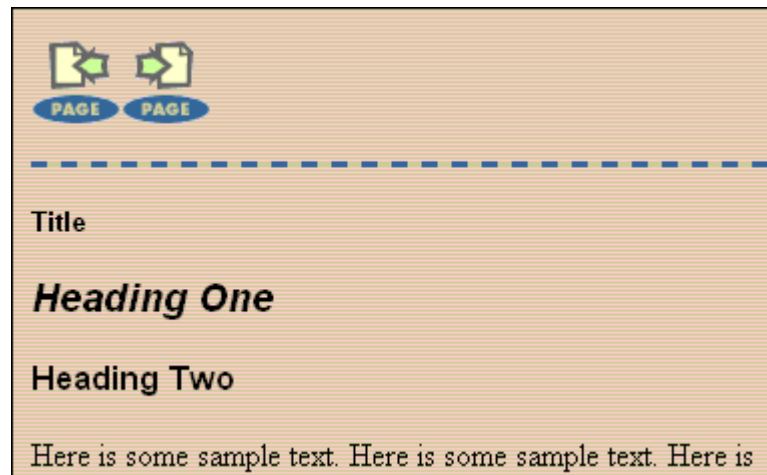 PAGE PAGE
Title
Heading One
Heading Two
Here is some sample text. Here is some sample text. Here is